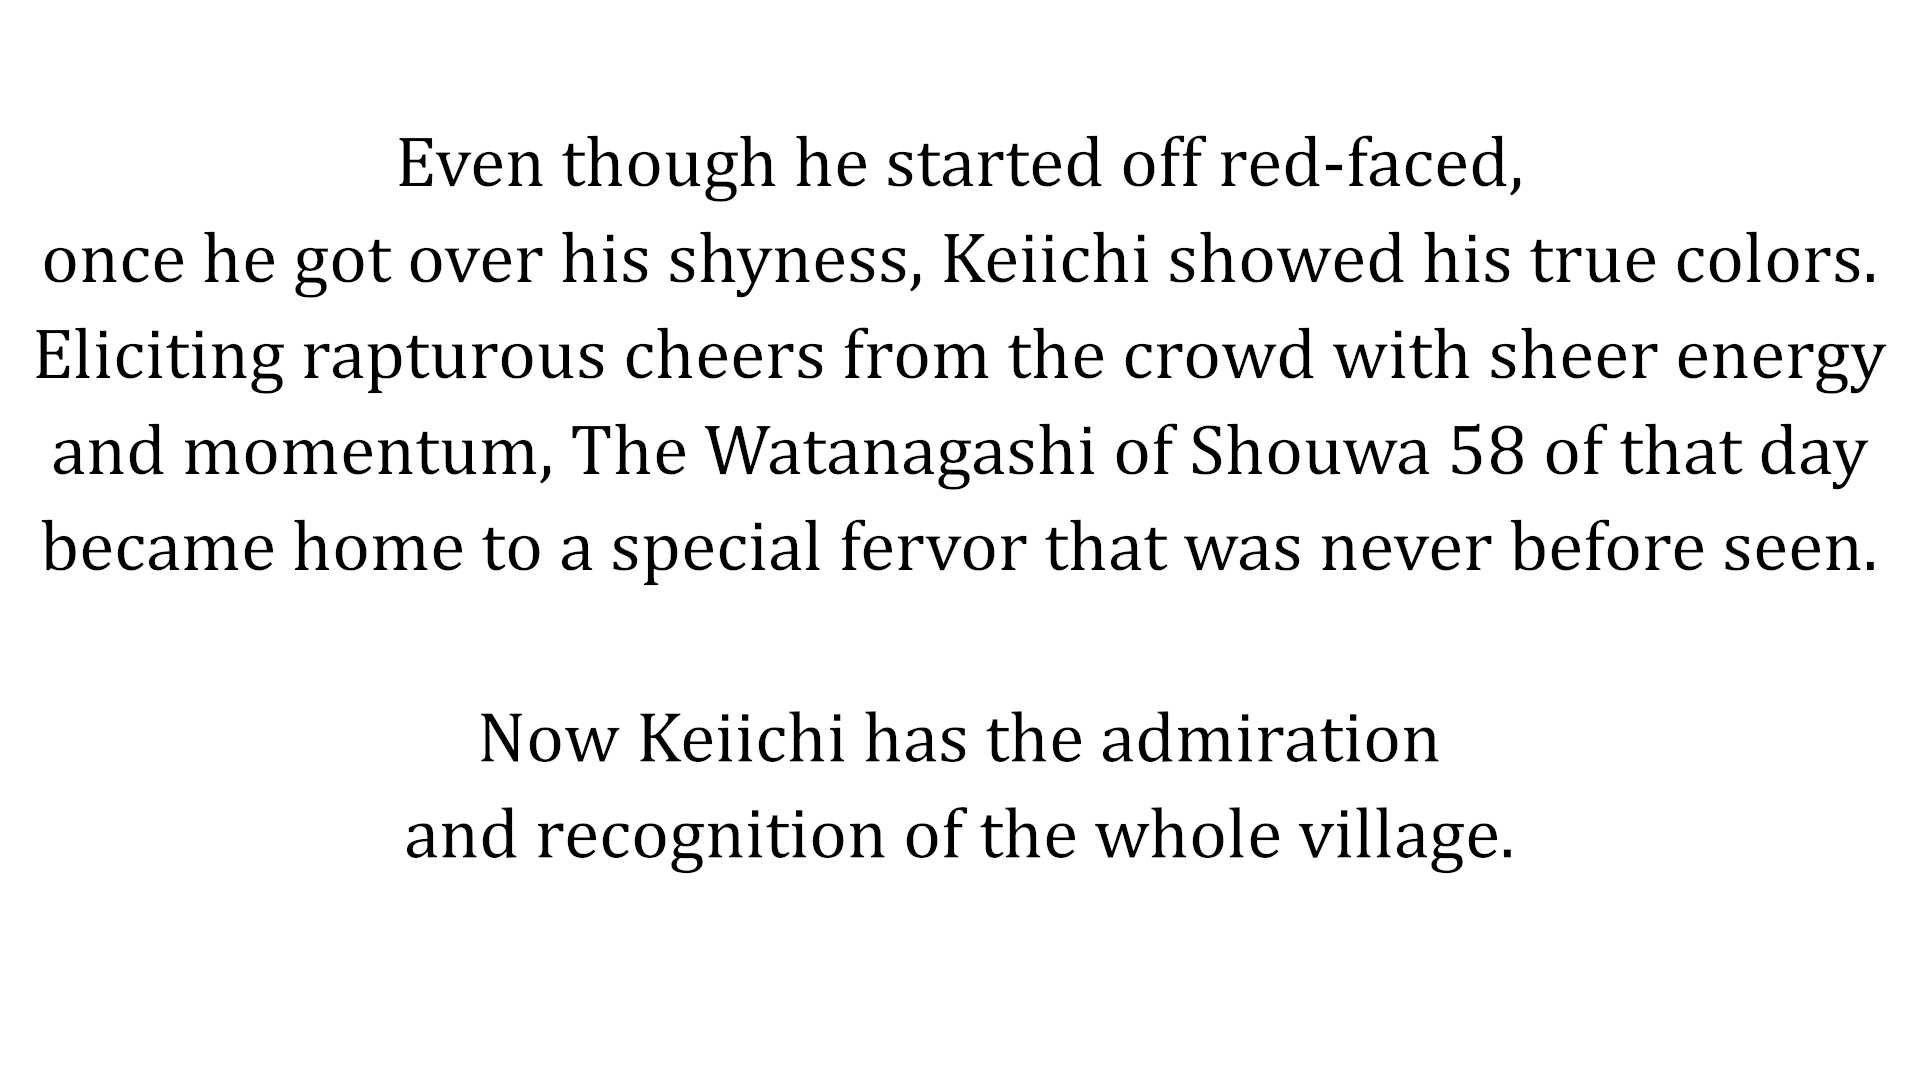 Even though he started off red-faced,
once he got over his shyness, Keiichi showed his true colors.
Eliciting rapturous cheers from the crowd with sheer energy
and momentum, The Watanagashi of Shouwa 58 of that day
became home to a special fervor that was never before seen.
Now Keiichi has the admiration
and recognition of the whole village.